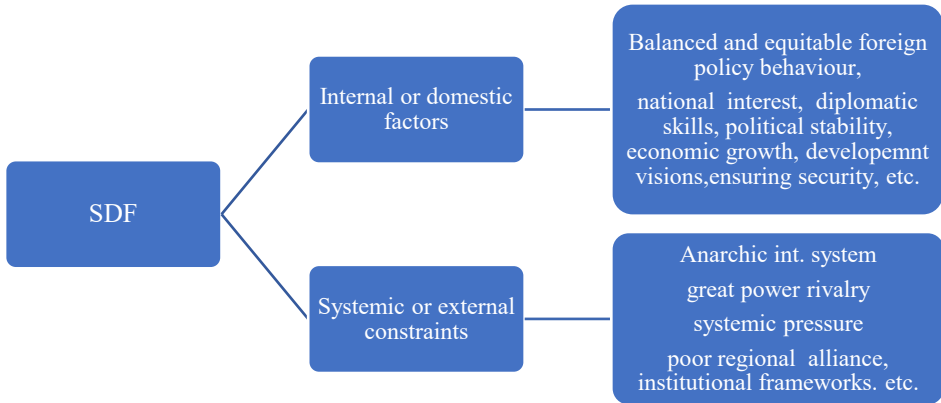 SDF
Internal or domestic
factors
Balanced and equitable foreign
policy behaviour,
national interest, diplomatic
skills, political stability,
economic growth, developemnt
visions,ensuring security, etc.
Systemic or external
constraints
Anarchic int. system
great power rivalry
systemic pressure
poor regional alliance,
institutional frameworks. etc.